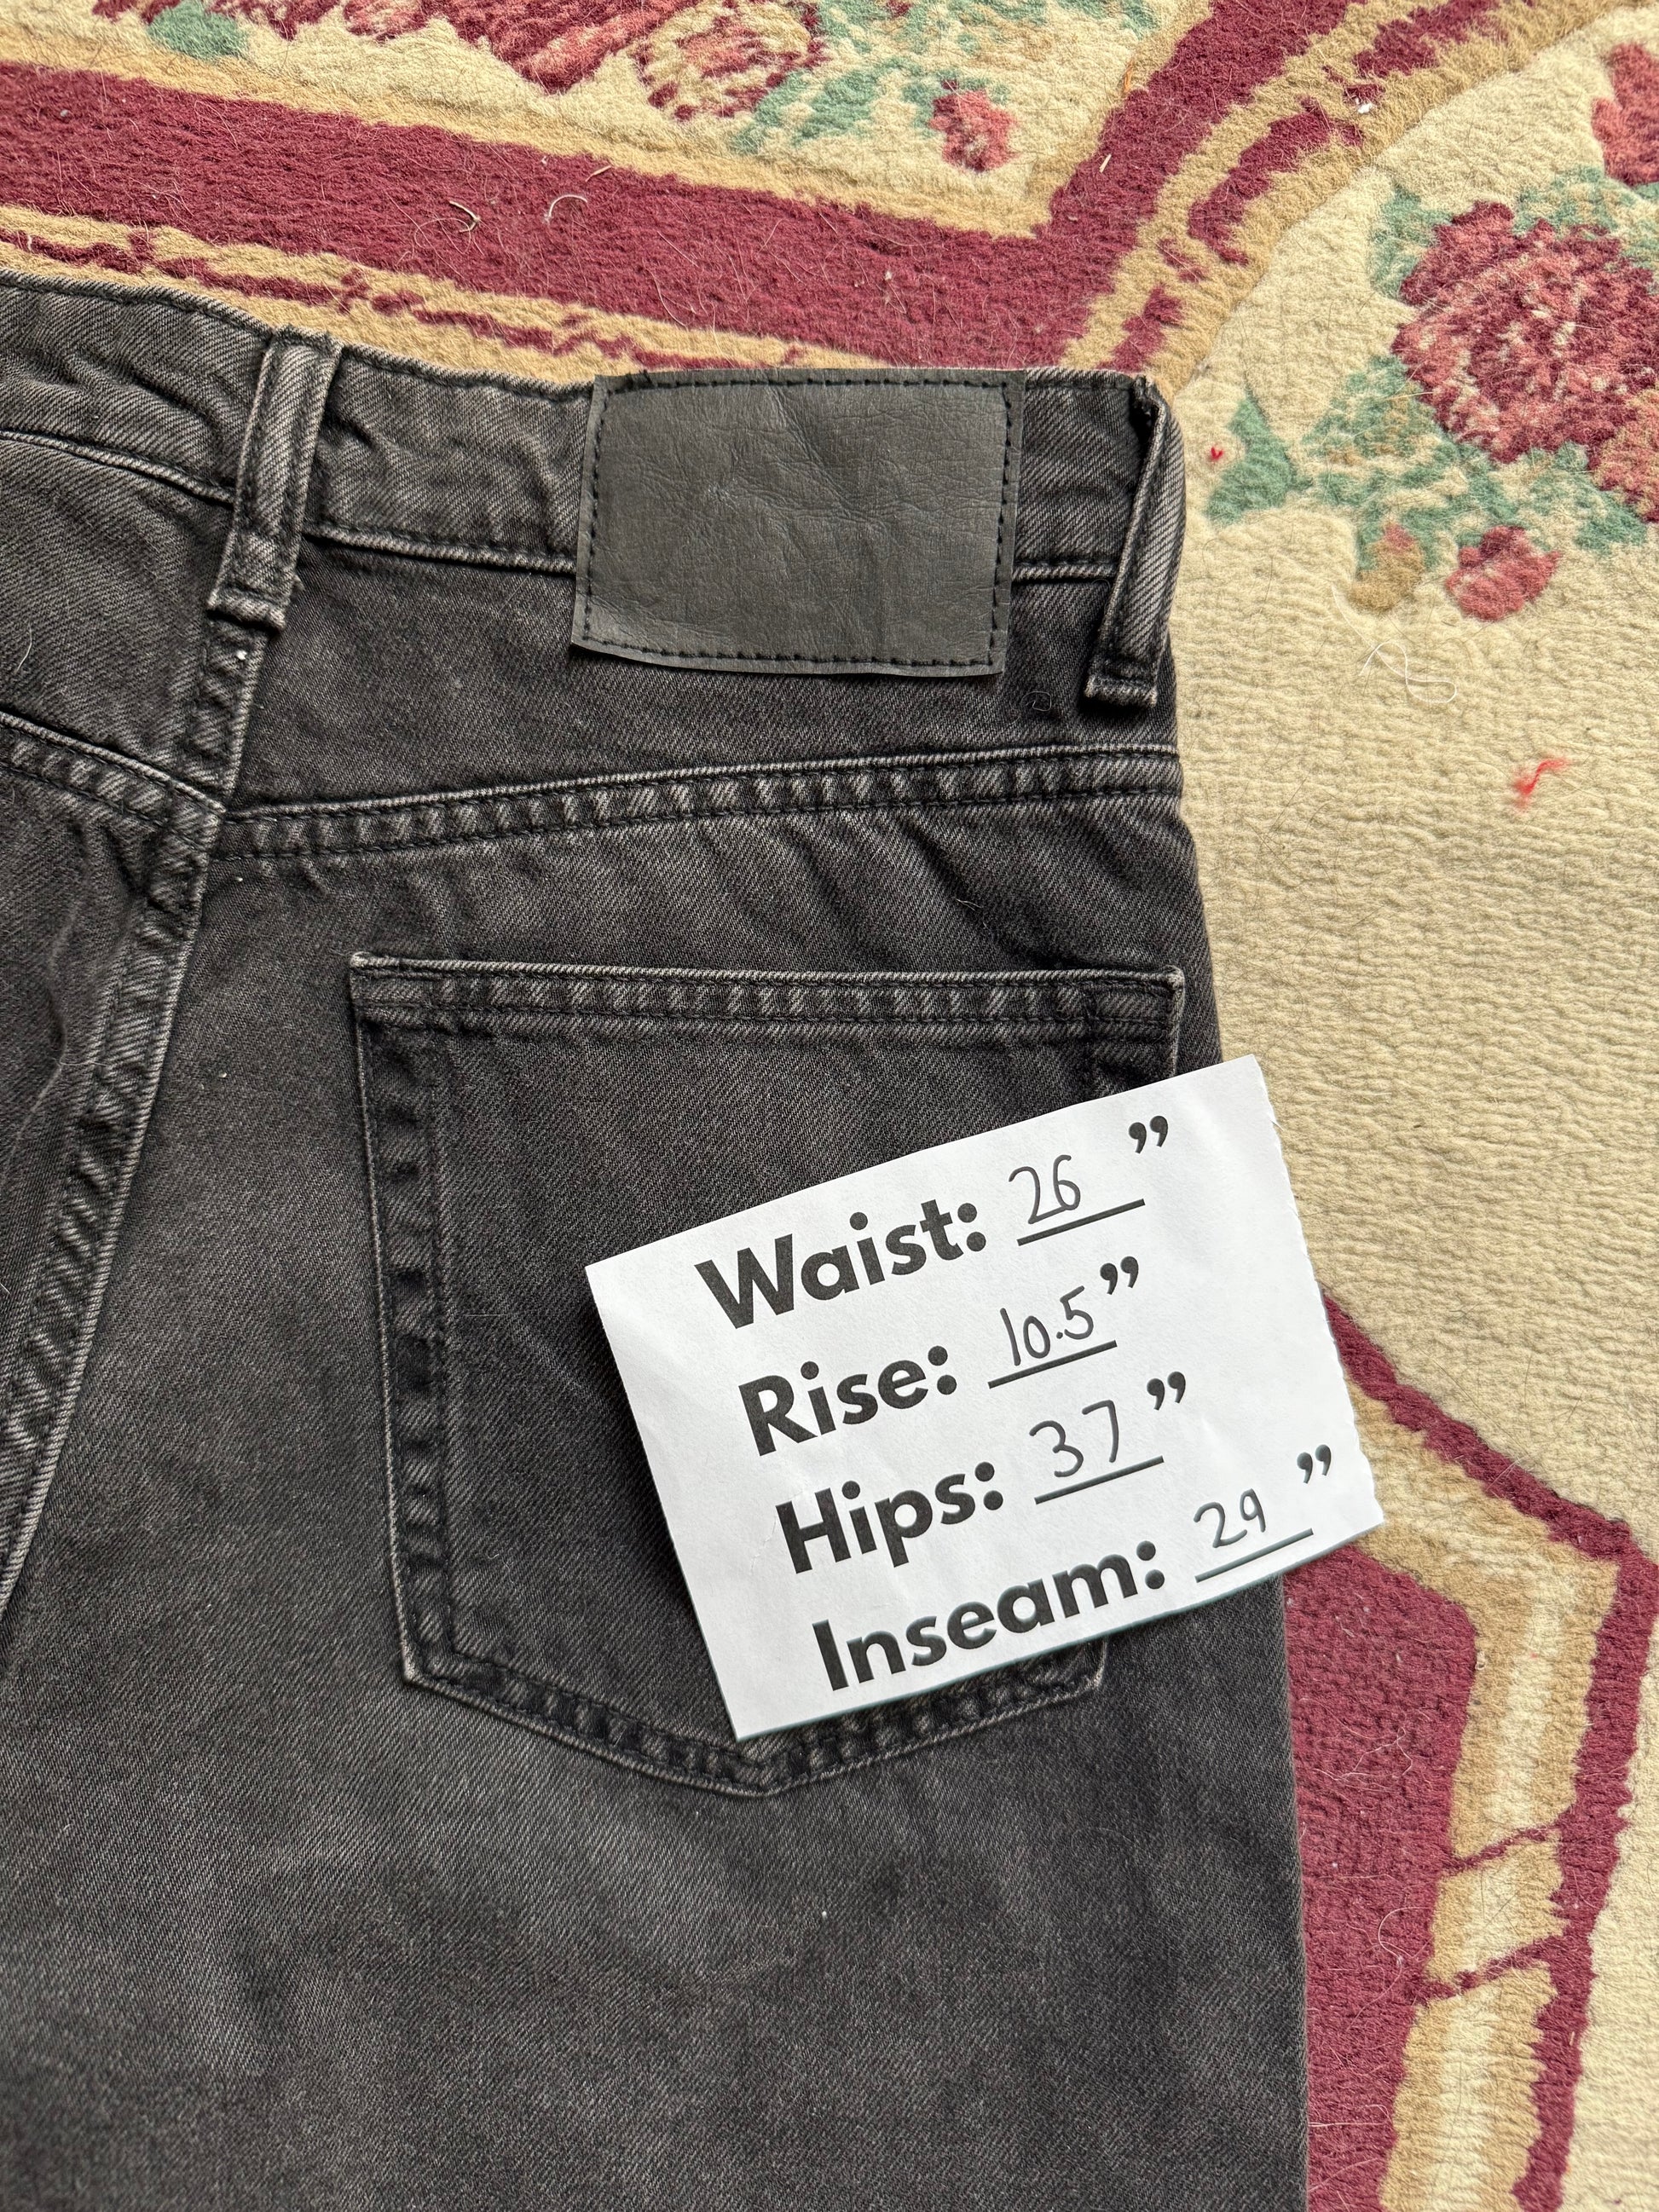 Waist: 26 ”
Rise: 10.5”
Hips: 37 ”
Inseam: 29 ”